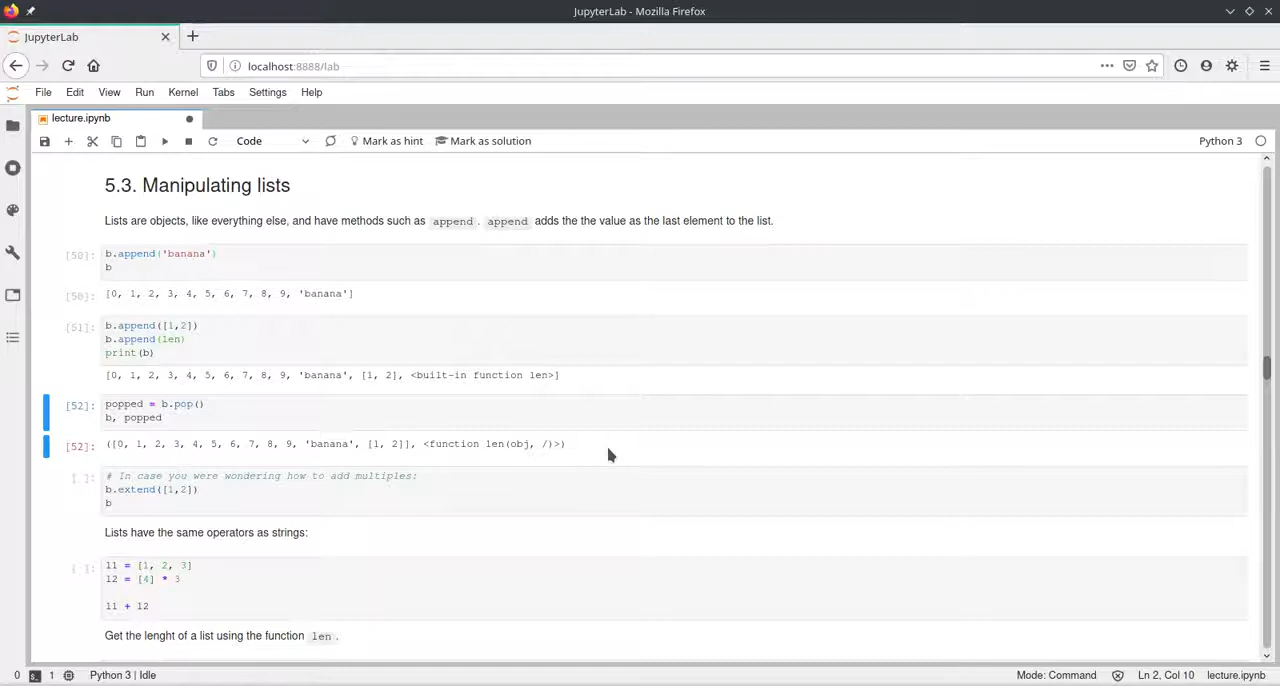 JupyterLab - Mozilla Firefox
JupyterLab
localhost:8888/lab
File Edit View Run Kernel Tabs Settings Help
lecture.ipynb
Code Mark as hint Mark as solution Python 3
5.3. Manipulating lists
Lists are objects, like everything else, and have methods such as append. append adds the the value as the last element to the list.
[50]: b.append('banana')
b
[50]: [0, 1, 2, 3, 4, 5, 6, 7, 8, 9, 'banana']
[51]: b.append([1,2])
b.append(len)
print(b)
[0, 1, 2, 3, 4, 5, 6, 7, 8, 9, 'banana', [1, 2], <built-in function len>]
[52]: popped = b.pop()
b, popped
[52]: ([0, 1, 2, 3, 4, 5, 6, 7, 8, 9, 'banana', [1, 2]], <function len(obj, /)>)
[ ]: # In case you were wondering how to add multiples:
b.extend([1,2])
b
Lists have the same operators as strings:
[ ]: l1 = [1, 2, 3]
l2 = [4] * 3
l1 + l2
Get the lenght of a list using the function len.
0 1 Python 3 | Idle Mode: Command Ln 2, Col 10 lecture.ipynb